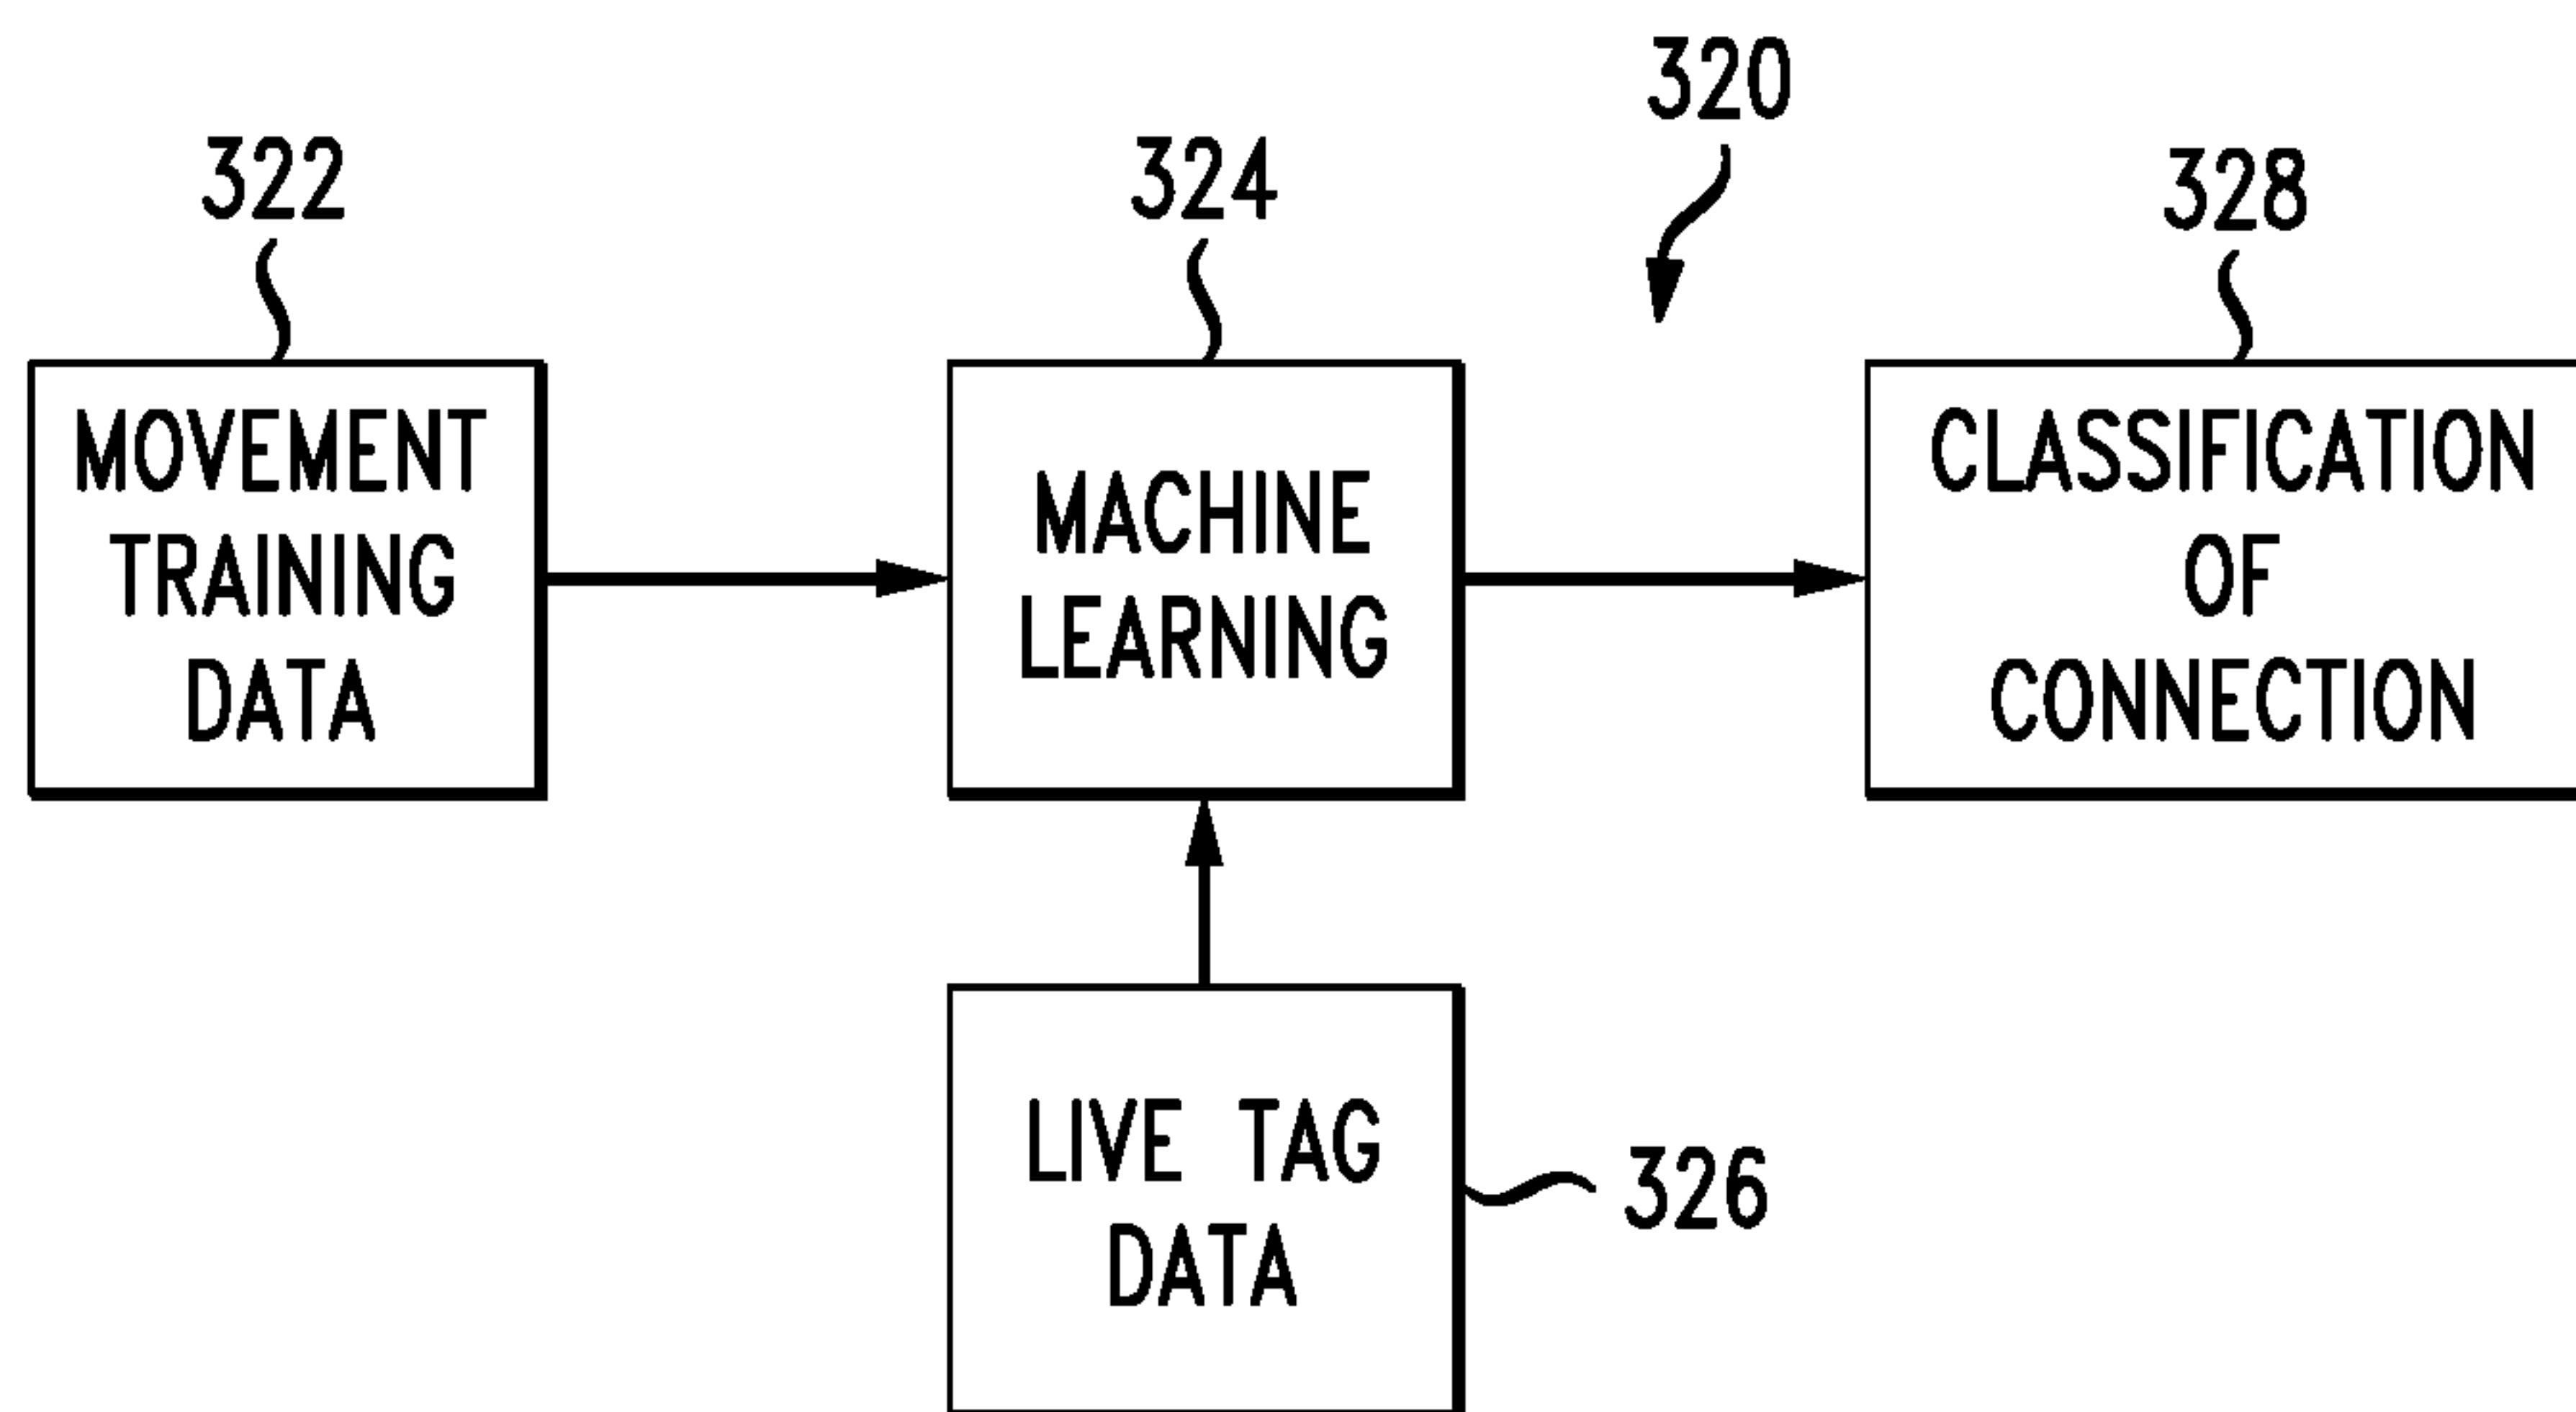 320
322
324
328
MOVEMENT
TRAINING
DATA
MACHINE
LEARNING
CLASSIFICATION
OF
CONNECTION
LIVE TAG
DATA
326